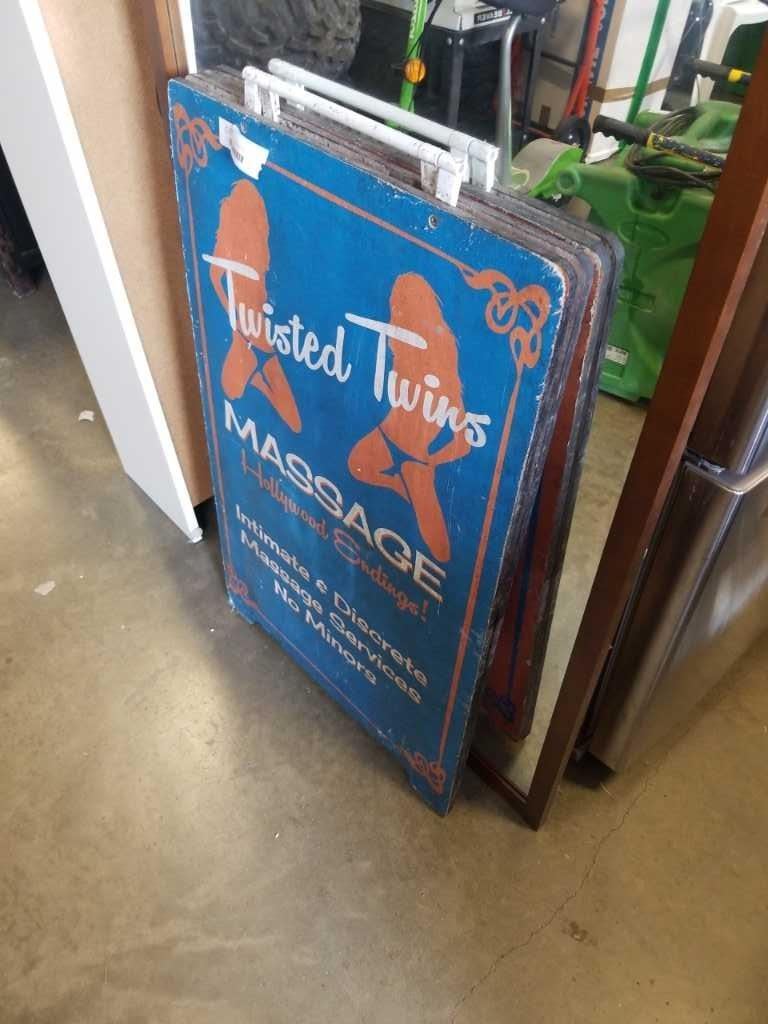 Twisted Twins
MASSAGE
Hollywood Endings!
Intimate & Discrete
Massage Services
No Minors